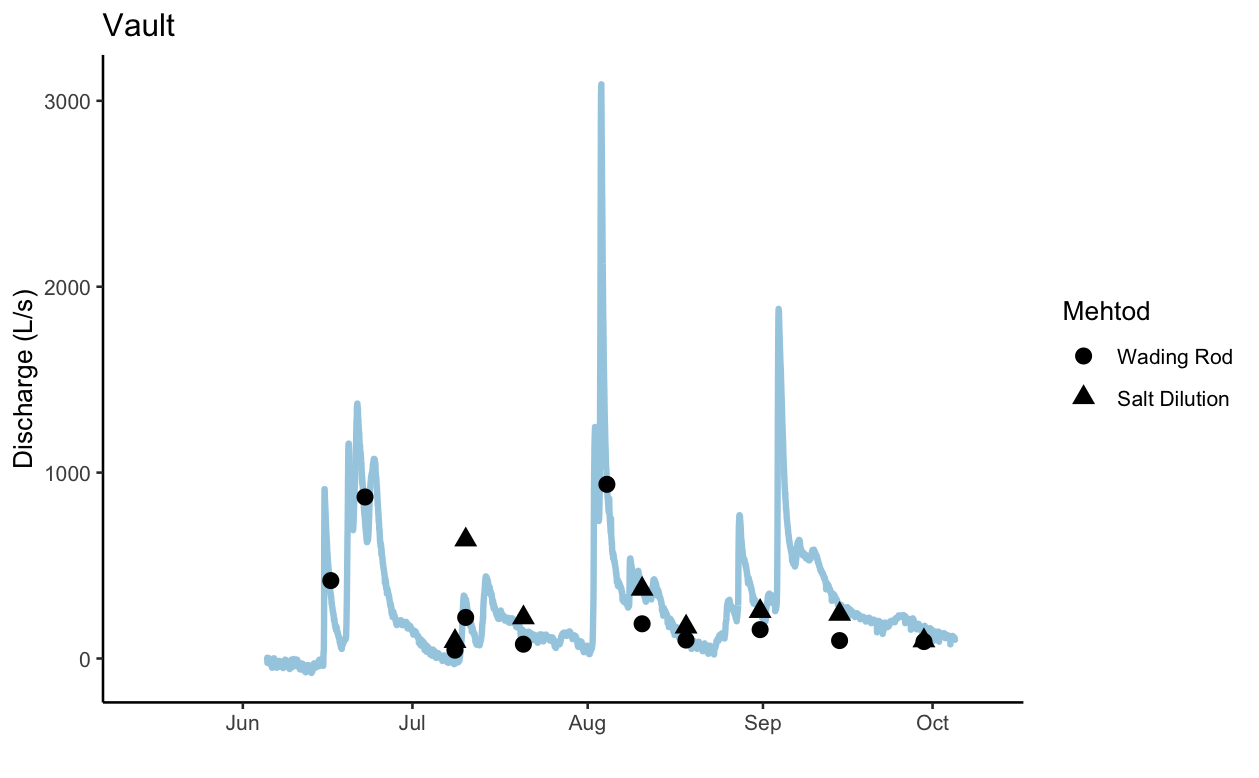 Vault
Discharge (L/s)
3000
2000
1000
0
Jun
Jul
Aug
Sep
Oct
Mehtod
Wading Rod
Salt Dilution